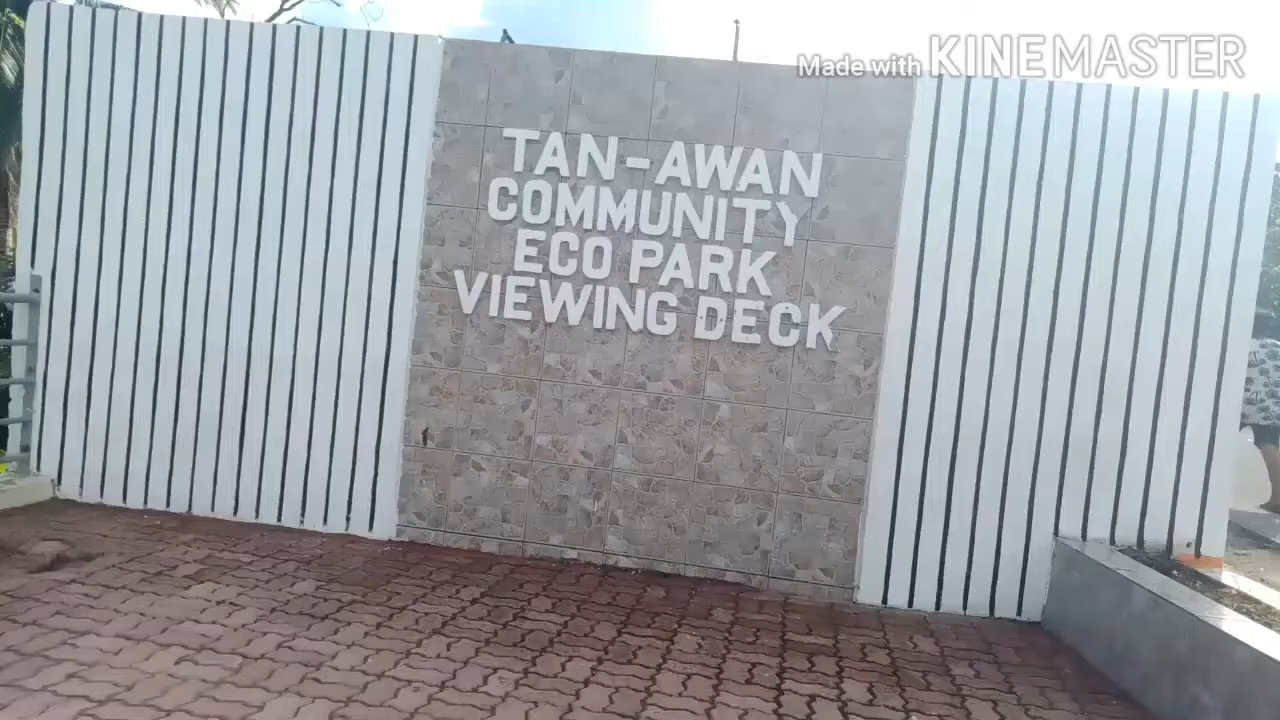 Made with KINEMASTER
TAN-AWAN
COMMUNITY
ECO PARK
VIEWING DECK